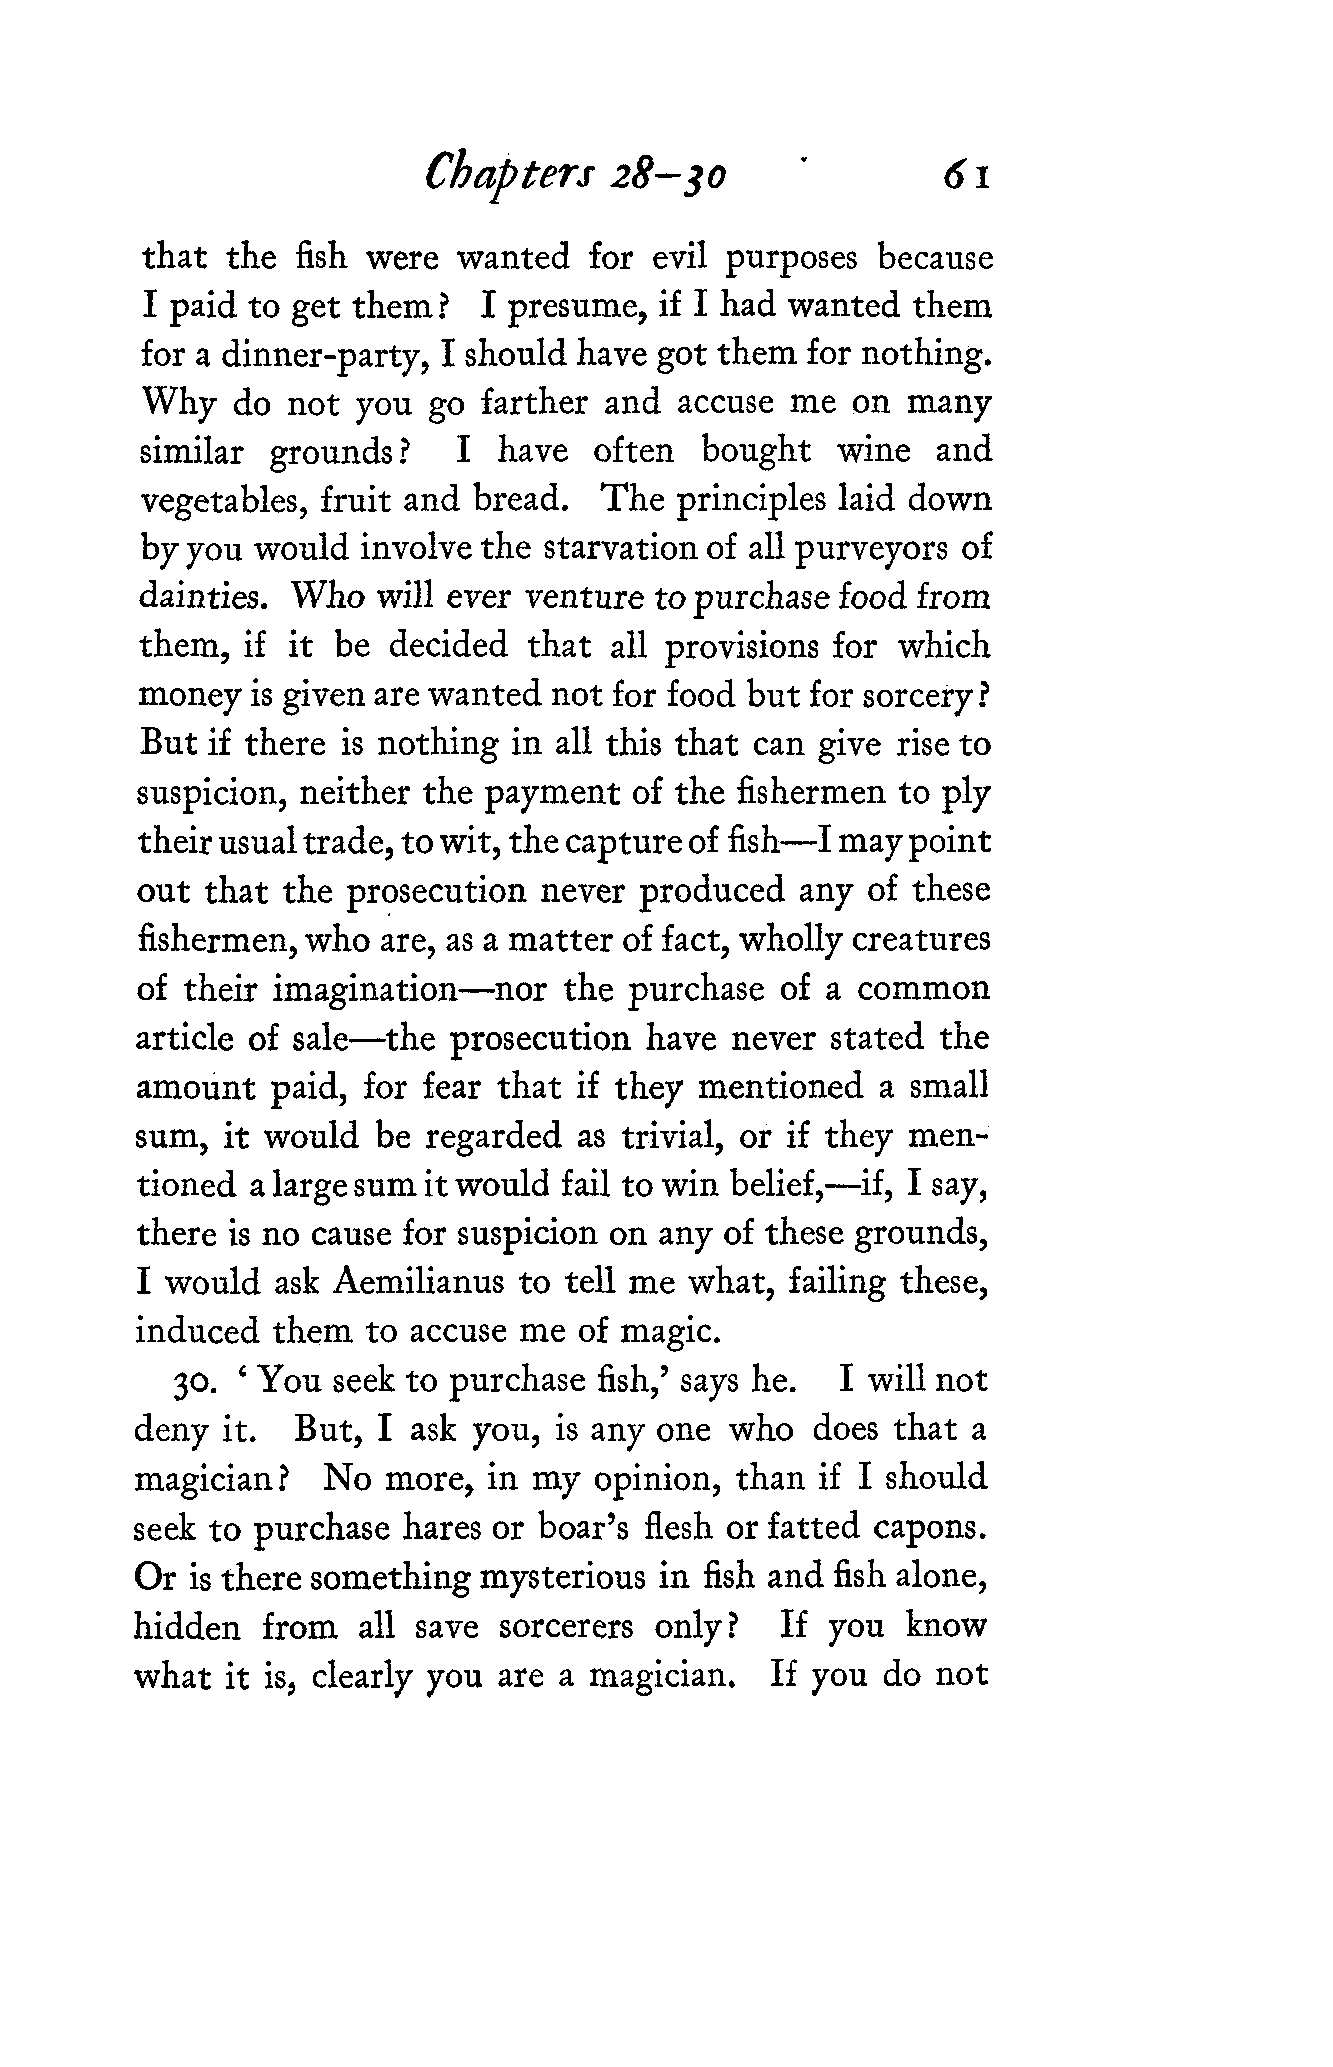 Chapters 28–30 61
that the fish were wanted for evil purposes because
I paid to get them? I presume, if I had wanted them
for a dinner-party, I should have got them for nothing.
Why do not you go farther and accuse me on many
similar grounds? I have often bought wine and
vegetables, fruit and bread. The principles laid down
by you would involve the starvation of all purveyors of
dainties. Who will ever venture to purchase food from
them, if it be decided that all provisions for which
money is given are wanted not for food but for sorcery?
But if there is nothing in all this that can give rise to
suspicion, neither the payment of the fishermen to ply
their usual trade, to wit, the capture of fish—I may point
out that the prosecution never produced any of these
fishermen, who are, as a matter of fact, wholly creatures
of their imagination—nor the purchase of a common
article of sale—the prosecution have never stated the
amount paid, for fear that if they mentioned a small
sum, it would be regarded as trivial, or if they men-
tioned a large sum it would fail to win belief,—if, I say,
there is no cause for suspicion on any of these grounds,
I would ask Aemilianus to tell me what, failing these,
induced them to accuse me of magic.
30. ‘ You seek to purchase fish,’ says he. I will not
deny it. But, I ask you, is any one who does that a
magician? No more, in my opinion, than if I should
seek to purchase hares or boar’s flesh or fatted capons.
Or is there something mysterious in fish and fish alone,
hidden from all save sorcerers only? If you know
what it is, clearly you are a magician. If you do not